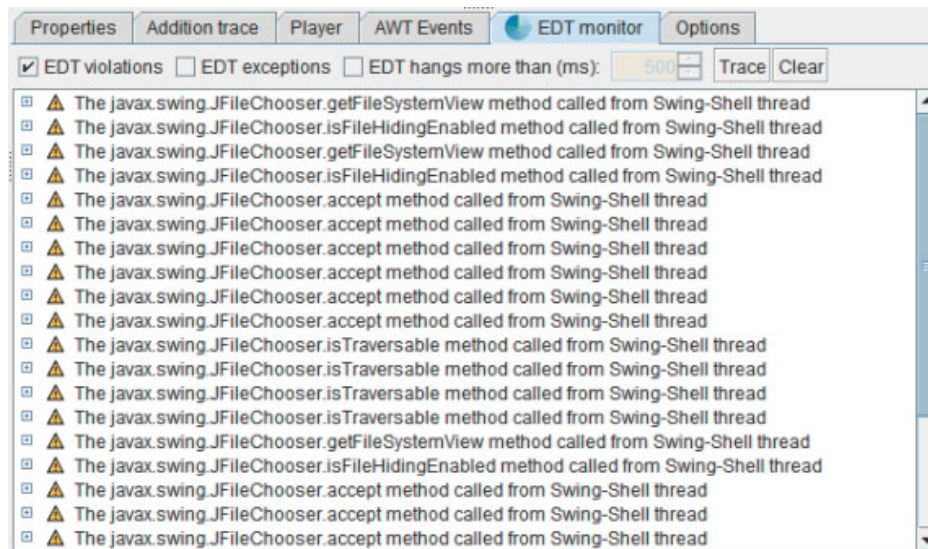 Properties Addition trace Player AWT Events EDT monitor Options
EDT violations EDT exceptions EDT hangs more than (ms): 500 Trace Clear
The javax.swing.JFileChooser.getFileSystemView method called from Swing-Shell thread
The javax.swing.JFileChooser.isFileHidingEnabled method called from Swing-Shell thread
The javax.swing.JFileChooser.getFileSystemView method called from Swing-Shell thread
The javax.swing.JFileChooser.isFileHidingEnabled method called from Swing-Shell thread
The javax.swing.JFileChooser.accept method called from Swing-Shell thread
The javax.swing.JFileChooser.accept method called from Swing-Shell thread
The javax.swing.JFileChooser.accept method called from Swing-Shell thread
The javax.swing.JFileChooser.accept method called from Swing-Shell thread
The javax.swing.JFileChooser.accept method called from Swing-Shell thread
The javax.swing.JFileChooser.accept method called from Swing-Shell thread
The javax.swing.JFileChooser.isTraversable method called from Swing-Shell thread
The javax.swing.JFileChooser.isTraversable method called from Swing-Shell thread
The javax.swing.JFileChooser.isTraversable method called from Swing-Shell thread
The javax.swing.JFileChooser.isTraversable method called from Swing-Shell thread
The javax.swing.JFileChooser.getFileSystemView method called from Swing-Shell thread
The javax.swing.JFileChooser.isFileHidingEnabled method called from Swing-Shell thread
The javax.swing.JFileChooser.accept method called from Swing-Shell thread
The javax.swing.JFileChooser.accept method called from Swing-Shell thread
The javax.swing.JFileChooser.accept method called from Swing-Shell thread